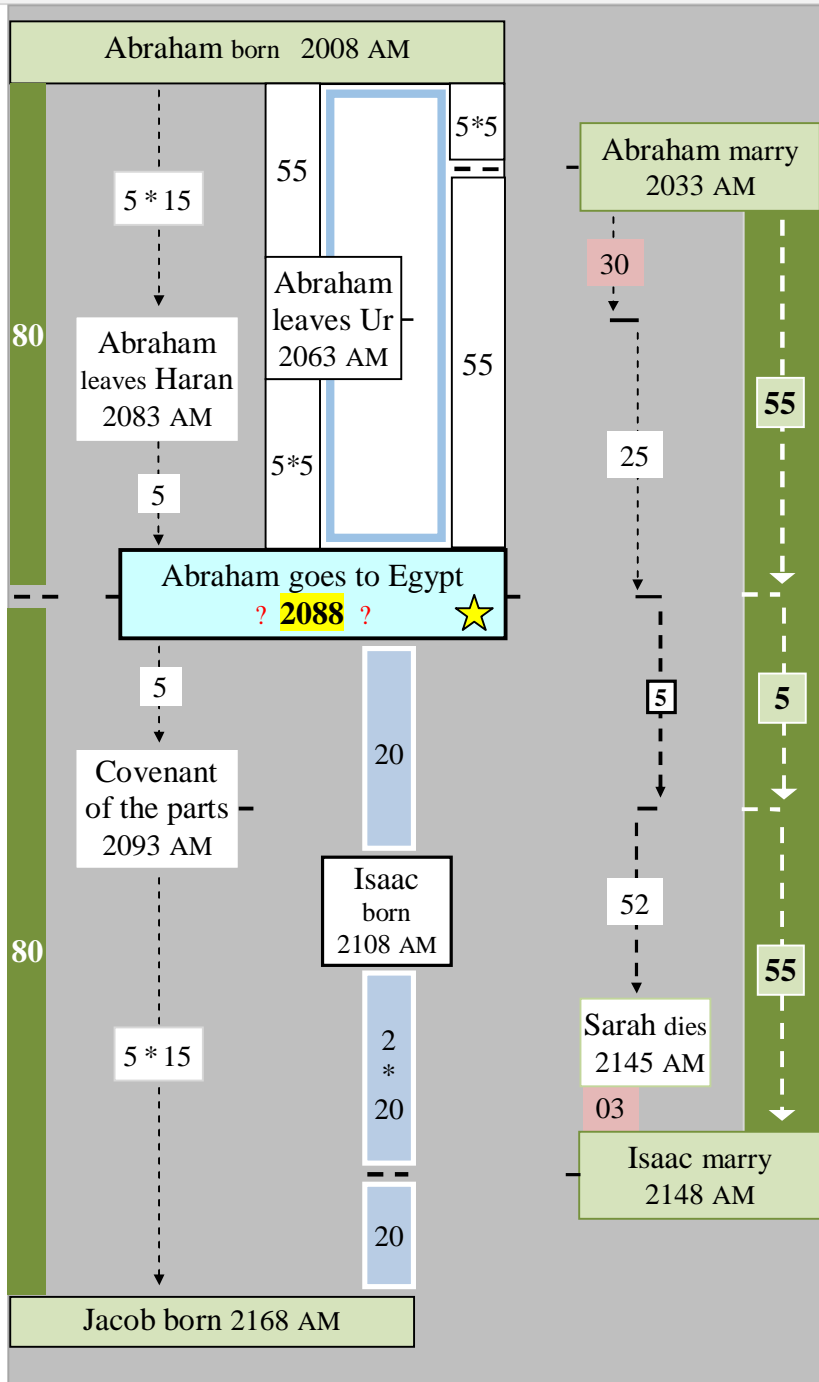 Abraham born 2008 AM
5*5
55
Abraham marry
2033 AM
5 * 15
30
Abraham
leaves Ur
2063 AM
80
Abraham
leaves Haran
2083 AM
55
55
25
5*5
5
Abraham goes to Egypt
? 2088 ?
5
5
5
20
Covenant
of the parts
2093 AM
Isaac
born
2108 AM
52
80
55
Sarah dies
2145 AM
5 * 15
2
*
20
03
Isaac marry
2148 AM
20
Jacob born 2168 AM